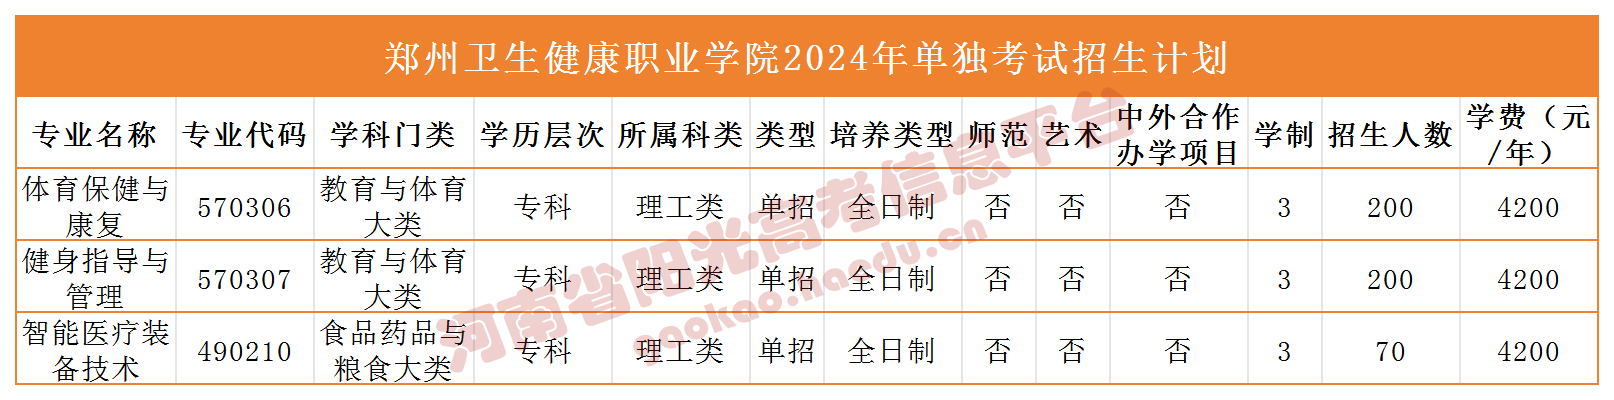 郑州卫生健康职业学院2024年单独考试招生计划
专业名称 专业代码 学科门类 学历层次 所属科类 类型 培养类型 师范 艺术 中外合作办学项目 学制 招生人数 学费（元/年）
体育保健与康复 570306 教育与体育大类 专科 理工类 单招 全日制 否 否 否 3 200 4200
健身指导与管理 570307 教育与体育大类 专科 理工类 单招 全日制 否 否 否 3 200 4200
智能医疗装备技术 490210 食品药品与粮食大类 专科 理工类 单招 全日制 否 否 否 3 70 4200
河南省阳光高考信息平台
gaokao.haedu.cn